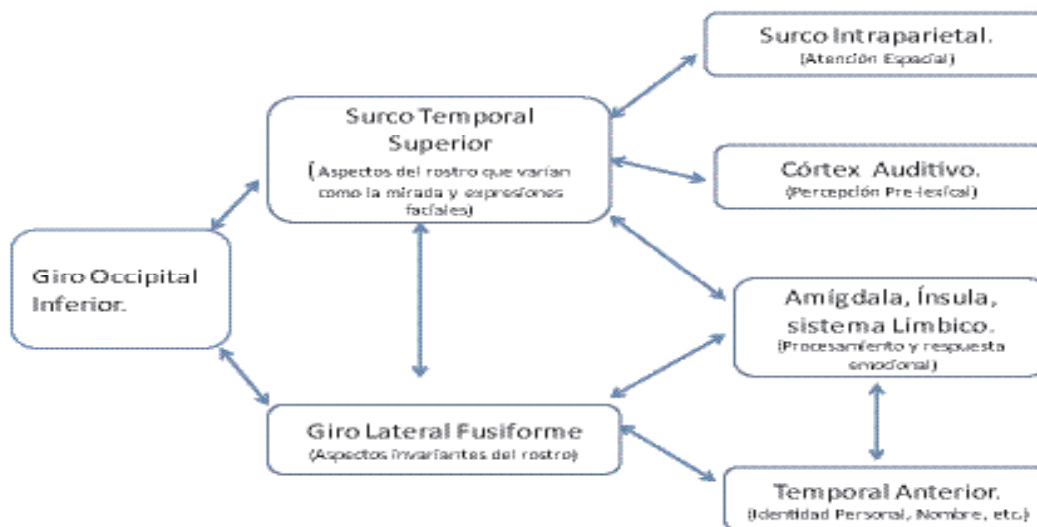 Surco Intraparietal.
(Atención Espacial)
Surco Temporal
Superior
(Aspectos del rostro que varían
como la mirada y expresiones
faciales)
Córtex Auditivo.
(Percepción Pre-lexical)
Giro Occipital
Inferior.
Amígdala, Ínsula,
sistema Límbico.
(Procesamiento y respuesta
emocional)
Giro Lateral Fusiforme
(Aspectos invariantes del rostro)
Temporal Anterior.
(Identidad Personal, Nombre, etc.)